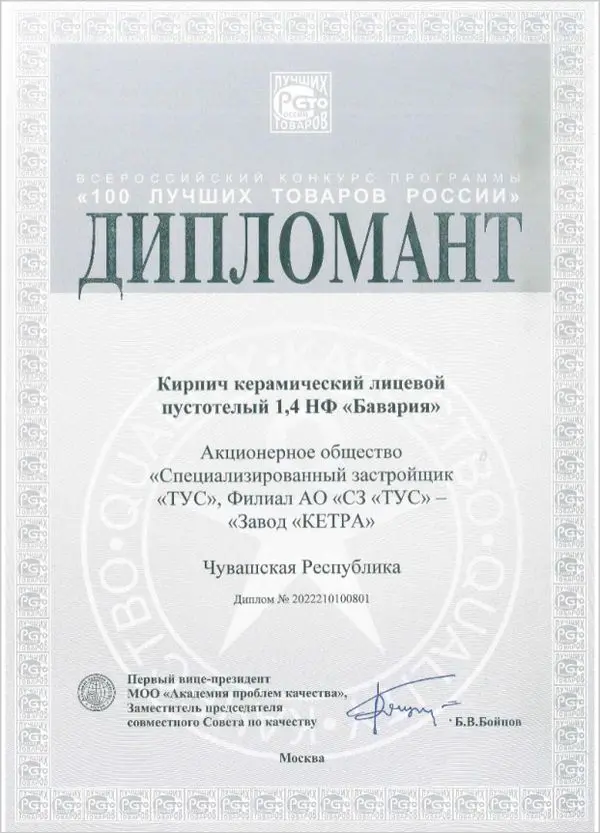 ЛУЧШИХ
PGTO
РОССИИ
ТОВАРОВ
ВСЕРОССИЙСКИЙ КОНКУРС ПРОГРАММЫ
«100 ЛУЧШИХ ТОВАРОВ РОССИИ»
ДИПЛОМАНТ
Кирпич керамический лицевой
пустотелый 1,4 НФ «Бавария»
Акционерное общество
«Специализированный застройщик
«ТУС», Филиал АО «СЗ «ТУС» –
«Завод «КЕТРА»
Чувашская Республика
Диплом № 2022210100801
Первый вице-президент
МОО «Академия проблем качества»,
Заместитель председателя
совместного Совета по качеству
Б.В.Бойцов
Москва